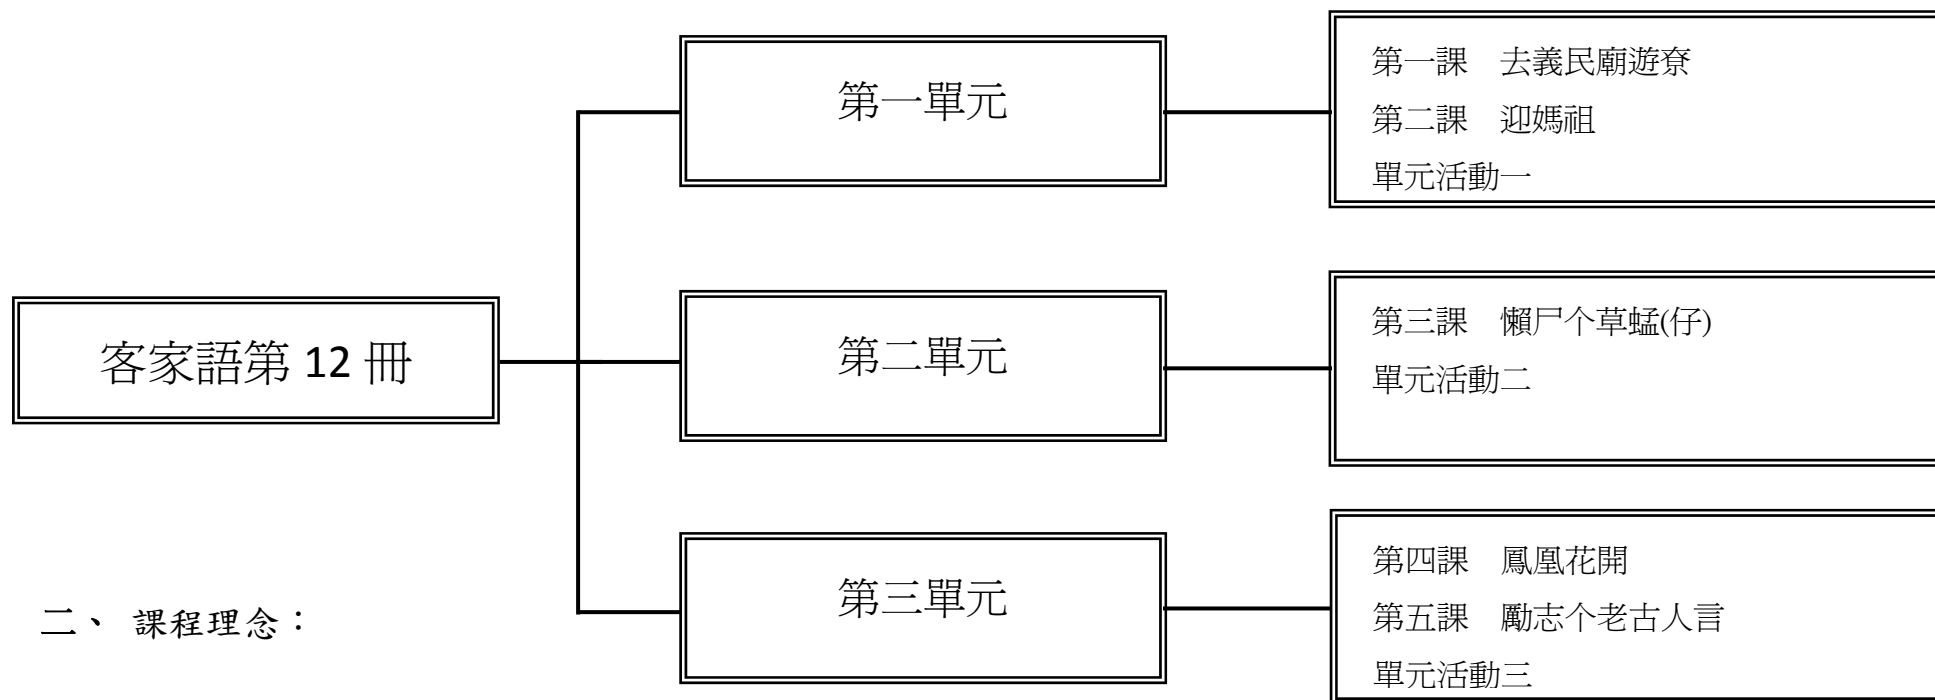 客家語第 12 冊
第一單元
第一課 去義民廟遊尞
第二課 迎媽祖
單元活動一
第二單元
第三課 懶尸个草蜢(仔)
單元活動二
第三單元
第四課 鳳凰花開
第五課 勵志个老古人言
單元活動三
二、 課程理念：